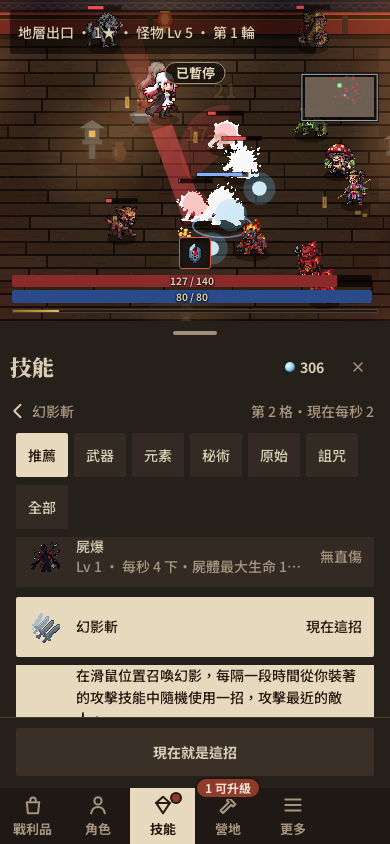 地層出口 · 1★ · 怪物 Lv 5 · 第 1 輪
已暫停
21
127 / 140
80 / 80
技能
306
幻影斬
第 2 格・現在每秒 2
推薦
武器
元素
秘術
原始
詛咒
全部
屍爆
Lv 1 ・ 每秒 4 下・屍體最大生命 1…
無直傷
幻影斬
現在這招
在滑鼠位置召喚幻影，每隔一段時間從你裝著
的攻擊技能中隨機使用一招，攻擊最近的敵
現在就是這招
1 可升級
戰利品
角色
技能
營地
更多